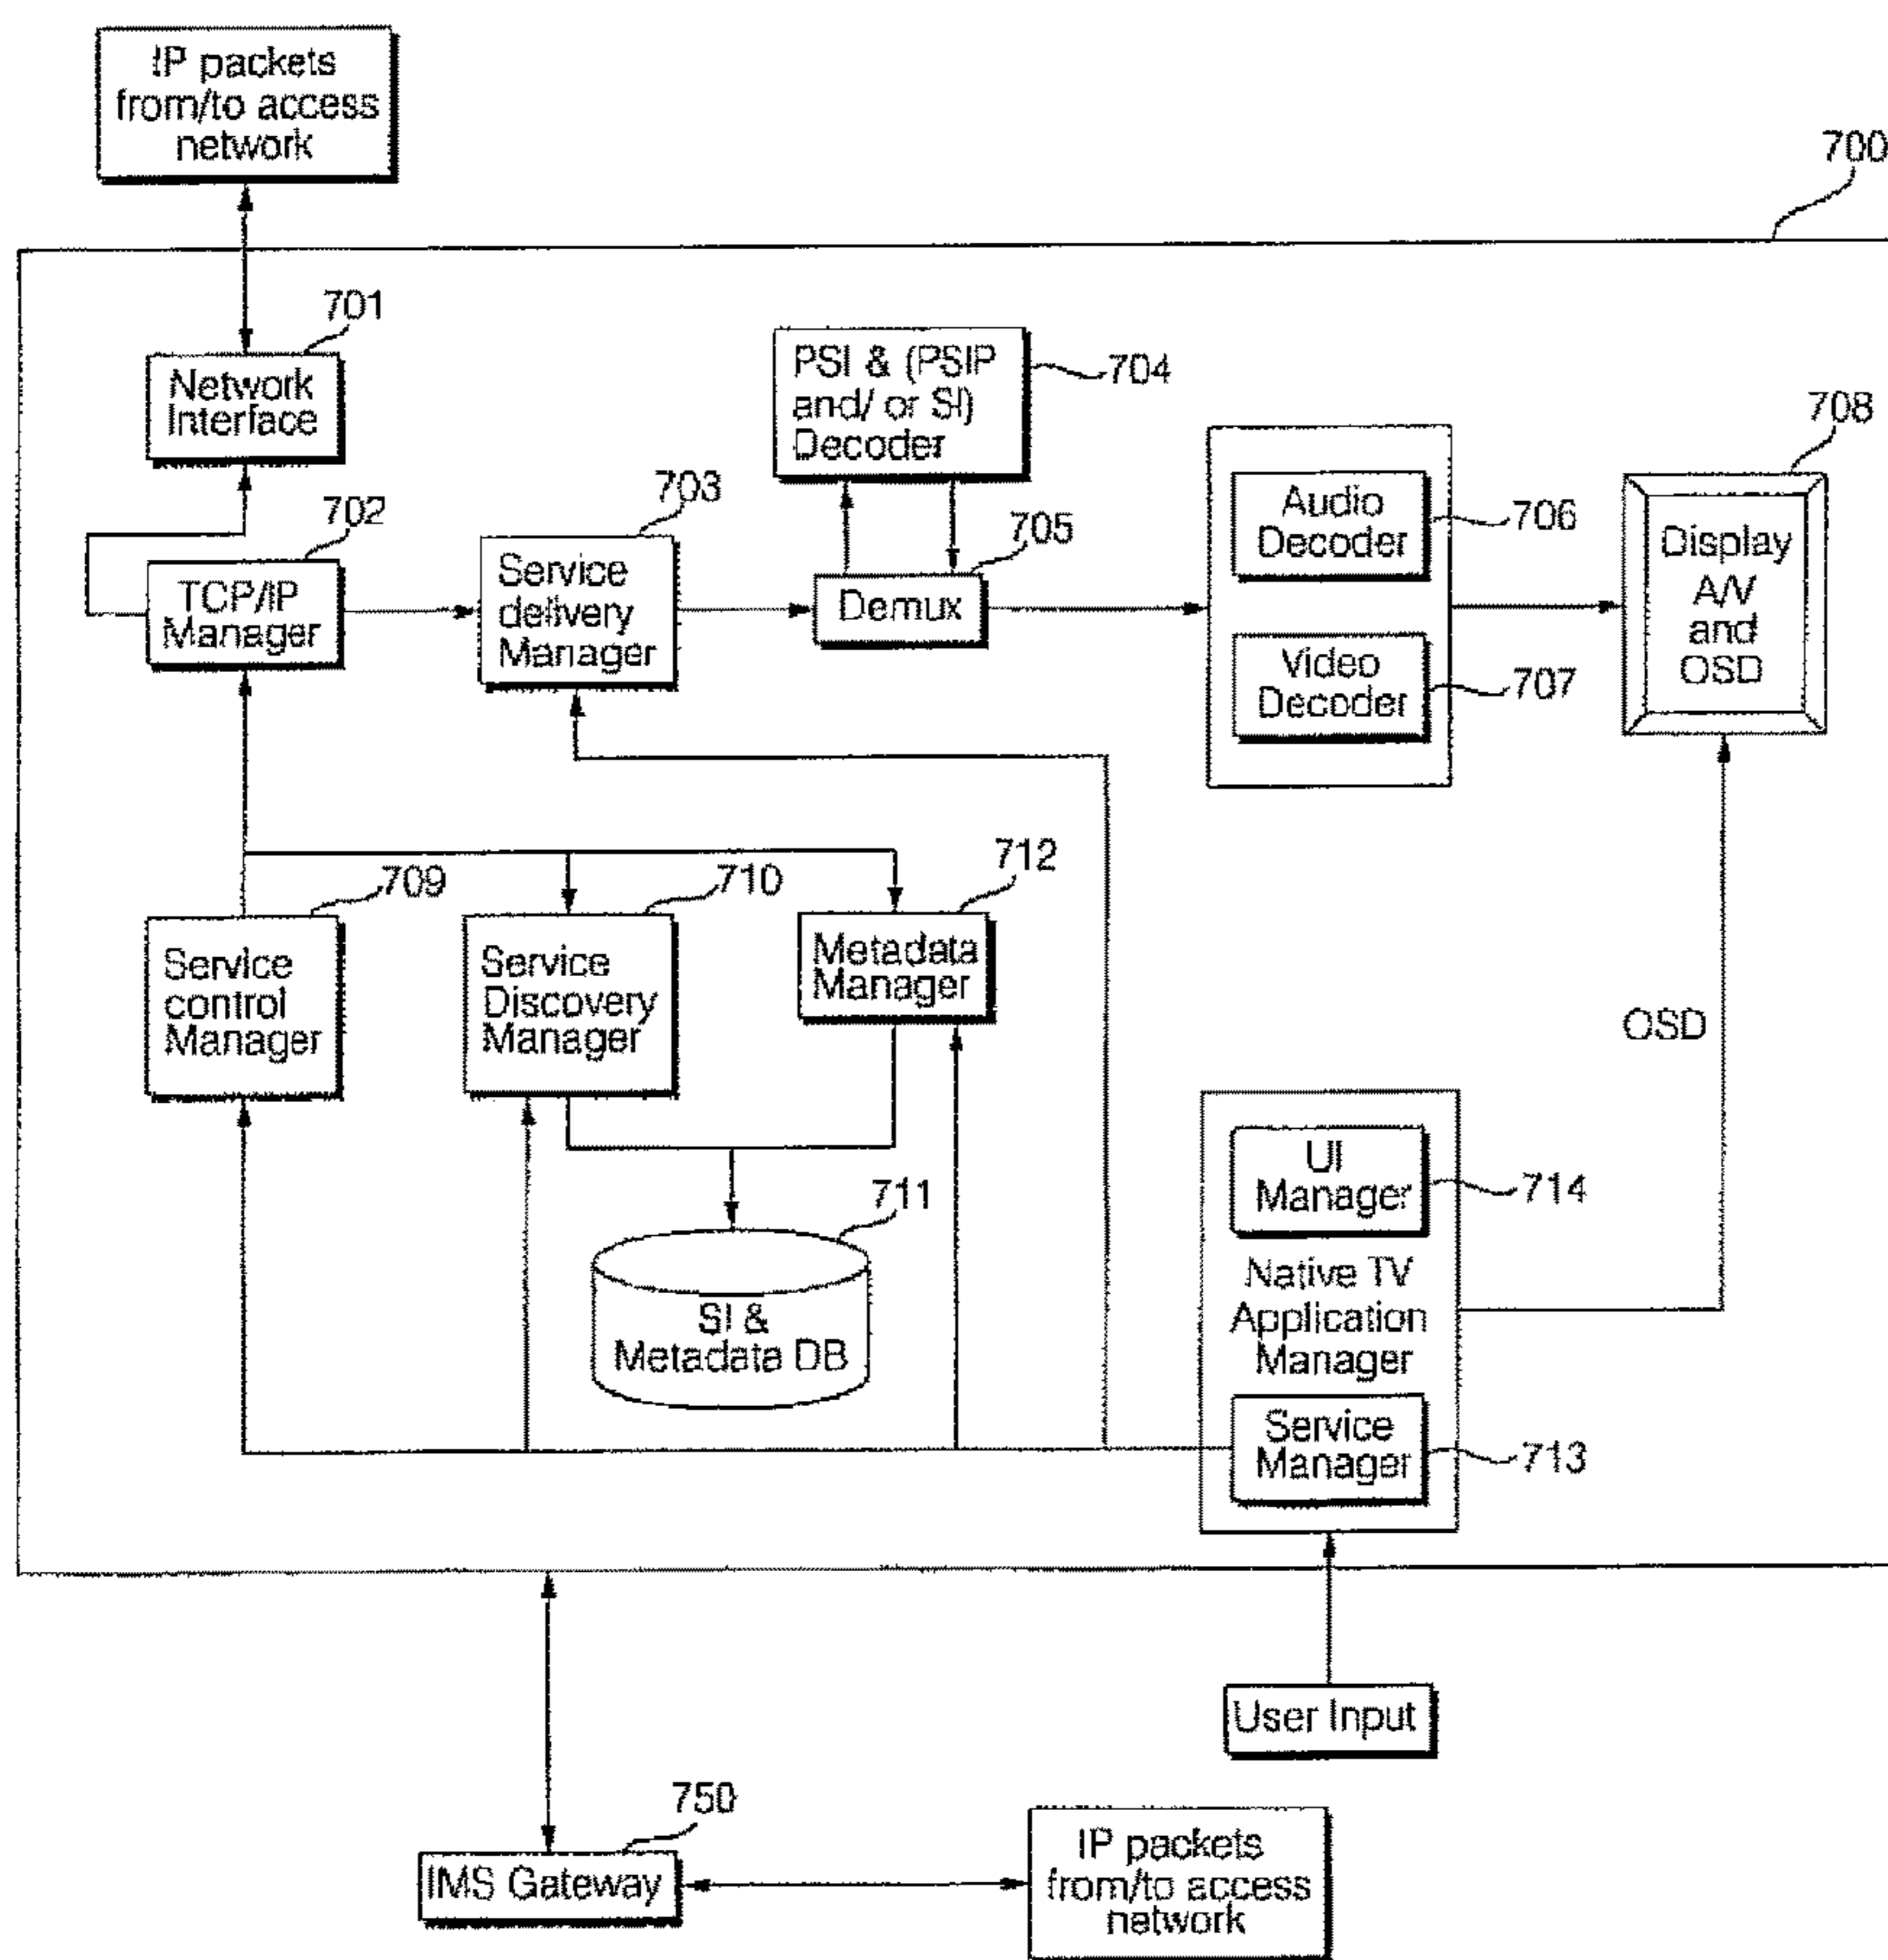 IP packets
from/to access
network
700
701
Network
Interface
PSI & (PSIP
and/ or SI)
Decoder
704
708
702
703
705
Audio
Decoder
706
Display
A/V
and
OSD
TCP/IP
Manager
Service
delivery
Manager
Demux
Video
Decoder
707
709
710
712
Service
control
Manager
Service
Discovery
Manager
Metadata
Manager
OSD
UI
Manager
714
711
SI &
Metadata DB
Native TV
Application
Manager
Service
Manager
713
User Input
750
IMS Gateway
IP packets
from/to access
network